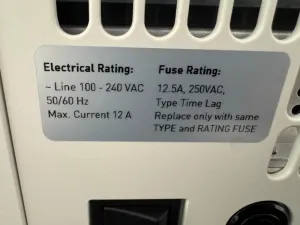 Electrical Rating:
~ Line 100 - 240 VAC
50/60 Hz
Max. Current 12 A
Fuse Rating:
12.5A, 250VAC,
Type Time Lag
Replace only with same
TYPE and RATING FUSE